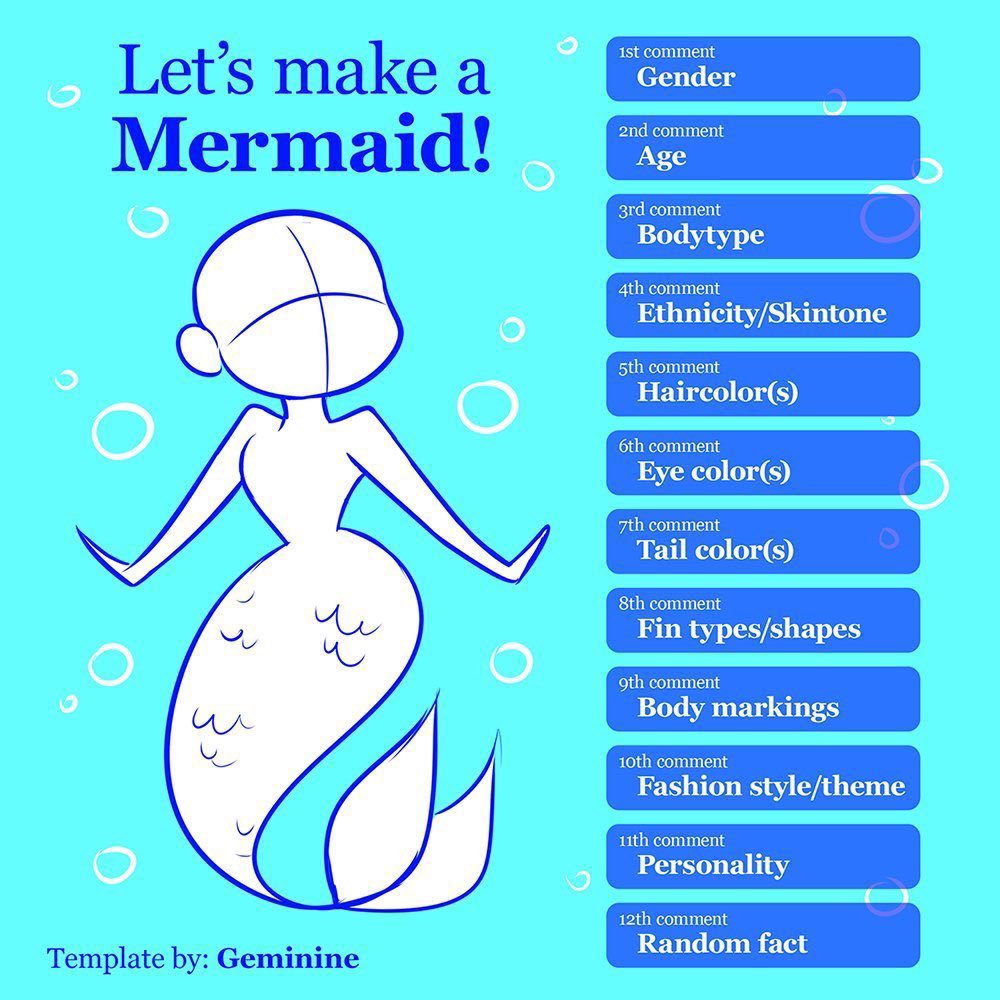 Let's make a
Mermaid!
1st comment
Gender
2nd comment
Age
3rd comment
Bodytype
4th comment
Ethnicity/Skintone
5th comment
Haircolor(s)
6th comment
Eye color(s)
7th comment
Tail color(s)
8th comment
Fin types/shapes
9th comment
Body markings
10th comment
Fashion style/theme
11th comment
Personality
12th comment
Random fact
Template by: Geminine